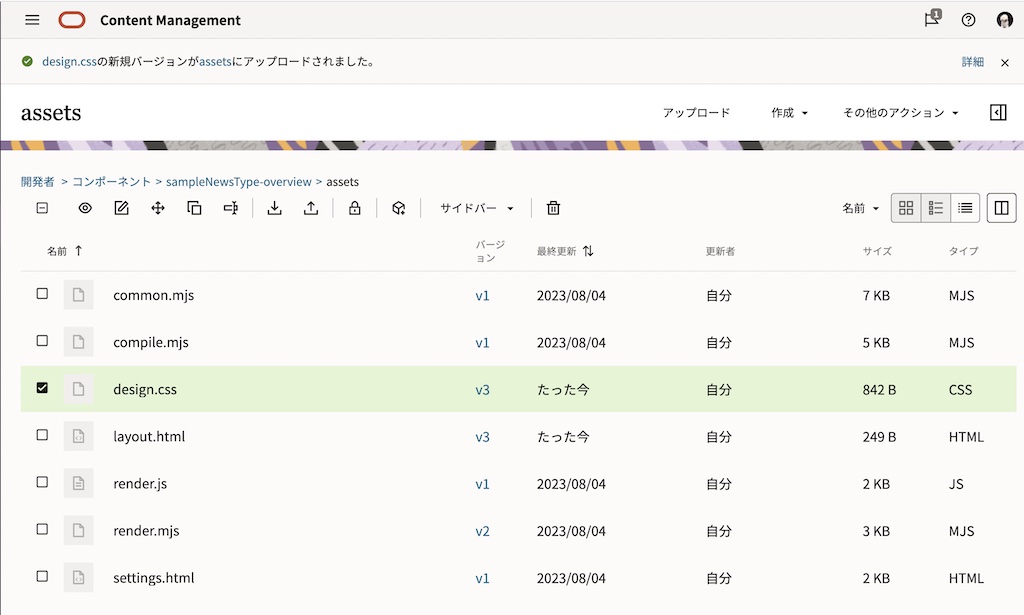 Content Management
1
design.cssの新規バージョンがassetsにアップロードされました。
詳細
assets
アップロード 作成 その他のアクション
開発者 > コンポーネント > sampleNewsType-overview > assets
サイドバー 名前
名前 バージョン 最終更新 更新者 サイズ タイプ
common.mjs v1 2023/08/04 自分 7 KB MJS
compile.mjs v1 2023/08/04 自分 5 KB MJS
design.css v3 たった今 自分 842 B CSS
layout.html v3 たった今 自分 249 B HTML
render.js v1 2023/08/04 自分 2 KB JS
render.mjs v2 2023/08/04 自分 3 KB MJS
settings.html v1 2023/08/04 自分 2 KB HTML